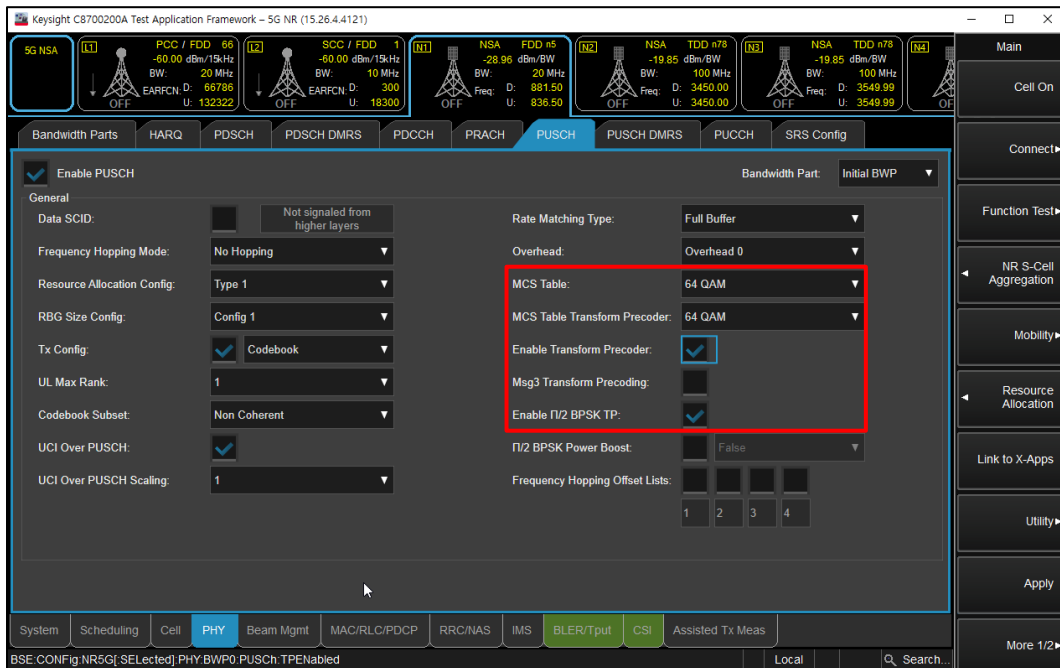 Keysight C8700200A Test Application Framework – 5G NR (15.26.4.4121)
5G NSA
L1
PCC / FDD 66
-60.00 dBm/15kHz
BW: 20 MHz
EARFCN: D: 66786
U: 132322
OFF
L2
SCC / FDD 1
-60.00 dBm/15kHz
BW: 10 MHz
EARFCN: D: 300
U: 18300
OFF
N1
NSA FDD n5
-28.96 dBm/BW
BW: 20 MHz
Freq: D: 881.50
U: 836.50
OFF
N2
NSA TDD n78
-19.85 dBm/BW
BW: 100 MHz
Freq: D: 3450.00
U: 3450.00
OFF
N3
NSA TDD n78
-19.85 dBm/BW
BW: 100 MHz
Freq: D: 3549.99
U: 3549.99
OFF
N4
OF
Bandwidth Parts HARQ PDSCH PDSCH DMRS PDCCH PRACH PUSCH PUSCH DMRS PUCCH SRS Config
Enable PUSCH
Bandwidth Part: Initial BWP
General
Data SCID: Not signaled from
higher layers
Frequency Hopping Mode: No Hopping
Resource Allocation Config: Type 1
RBG Size Config: Config 1
Tx Config: Codebook
UL Max Rank: 1
Codebook Subset: Non Coherent
UCI Over PUSCH:
UCI Over PUSCH Scaling: 1
Rate Matching Type: Full Buffer
Overhead: Overhead 0
MCS Table: 64 QAM
MCS Table Transform Precoder: 64 QAM
Enable Transform Precoder:
Msg3 Transform Precoding:
Enable Π/2 BPSK TP:
Π/2 BPSK Power Boost: False
Frequency Hopping Offset Lists:
1 2 3 4
System Scheduling Cell PHY Beam Mgmt MAC/RLC/PDCP RRC/NAS IMS BLER/Tput CSI Assisted Tx Meas
BSE:CONFig:NR5G[:SELected]:PHY:BWP0:PUSCh:TPENabled
Local
Search...
Main
Cell On
Connect
Function Test
NR S-Cell
Aggregation
Mobility
Resource
Allocation
Link to X-Apps
Utility
Apply
More 1/2